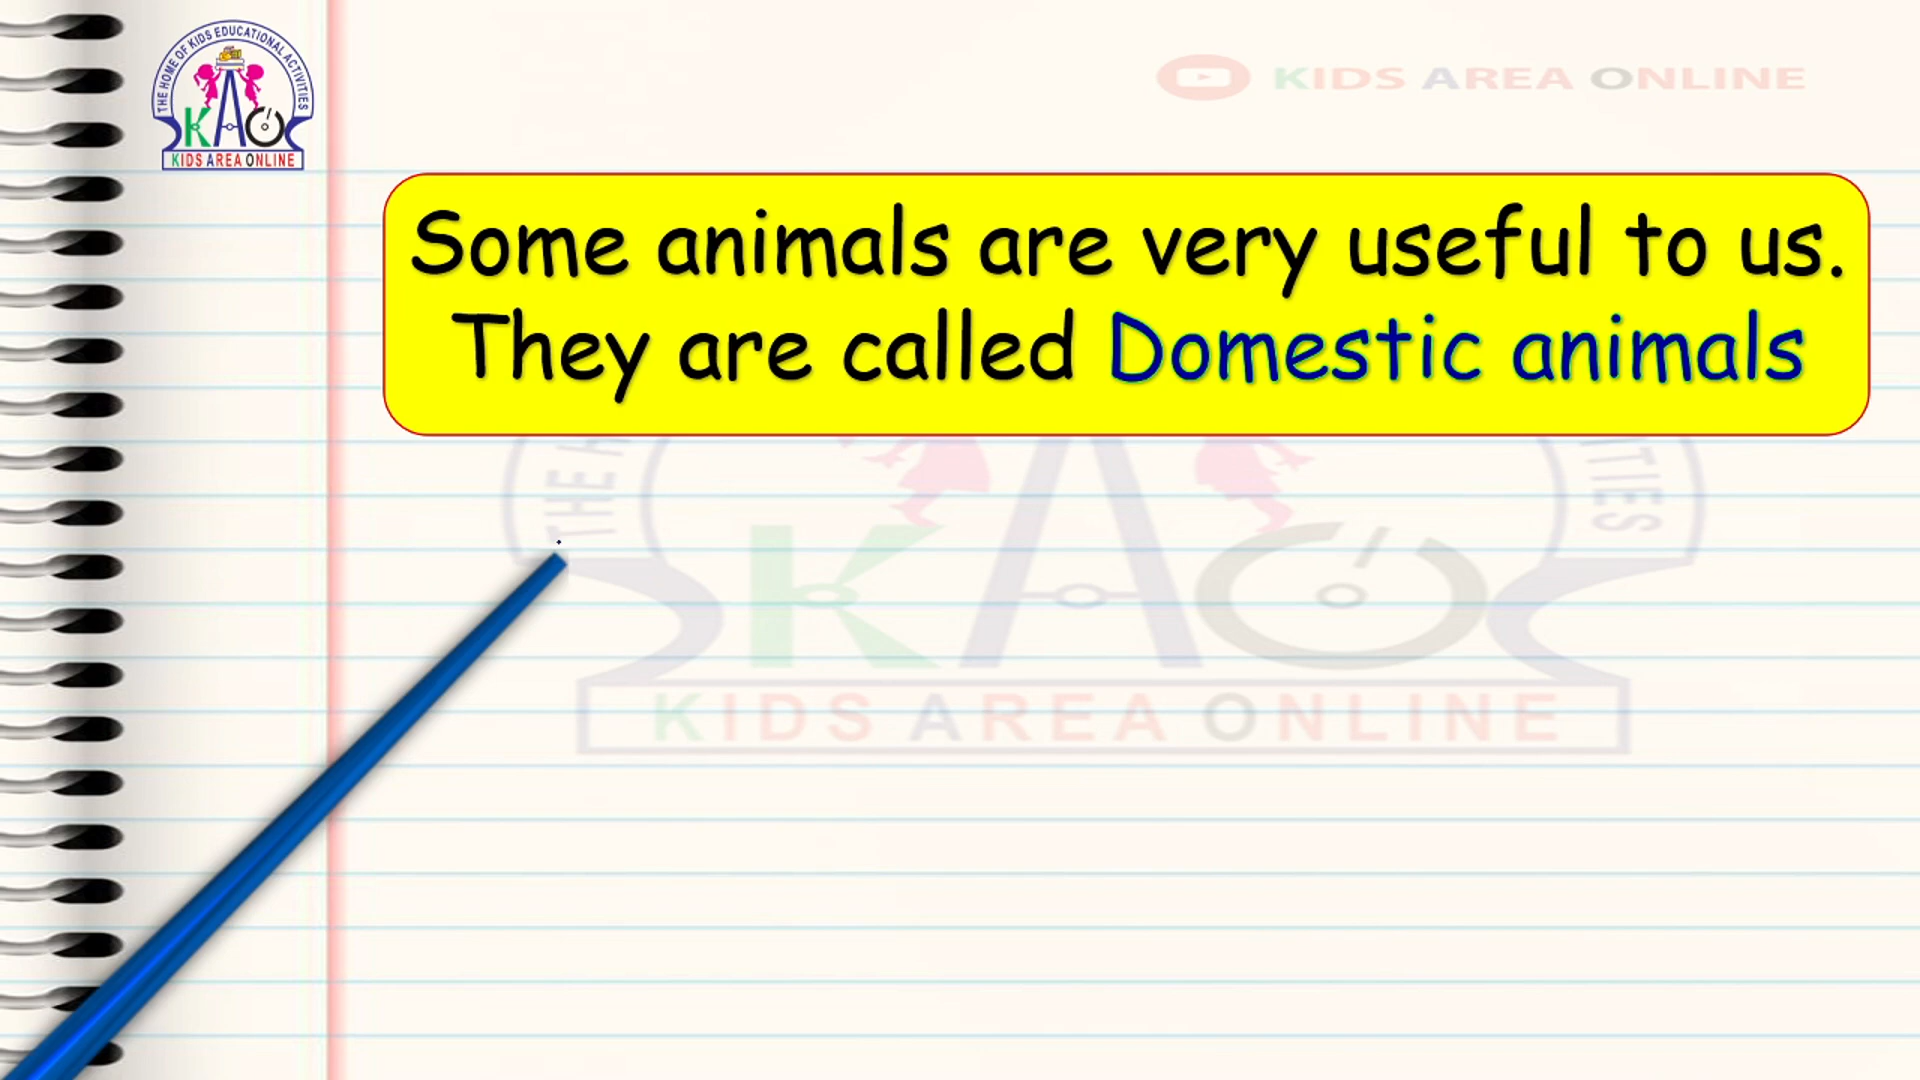 THE HOME OF KIDS EDUCATIONAL ACTIVITIES
KAO
KIDS AREA ONLINE
KIDS AREA ONLINE
Some animals are very useful to us.
They are called Domestic animals
KAO
KIDS AREA ONLINE